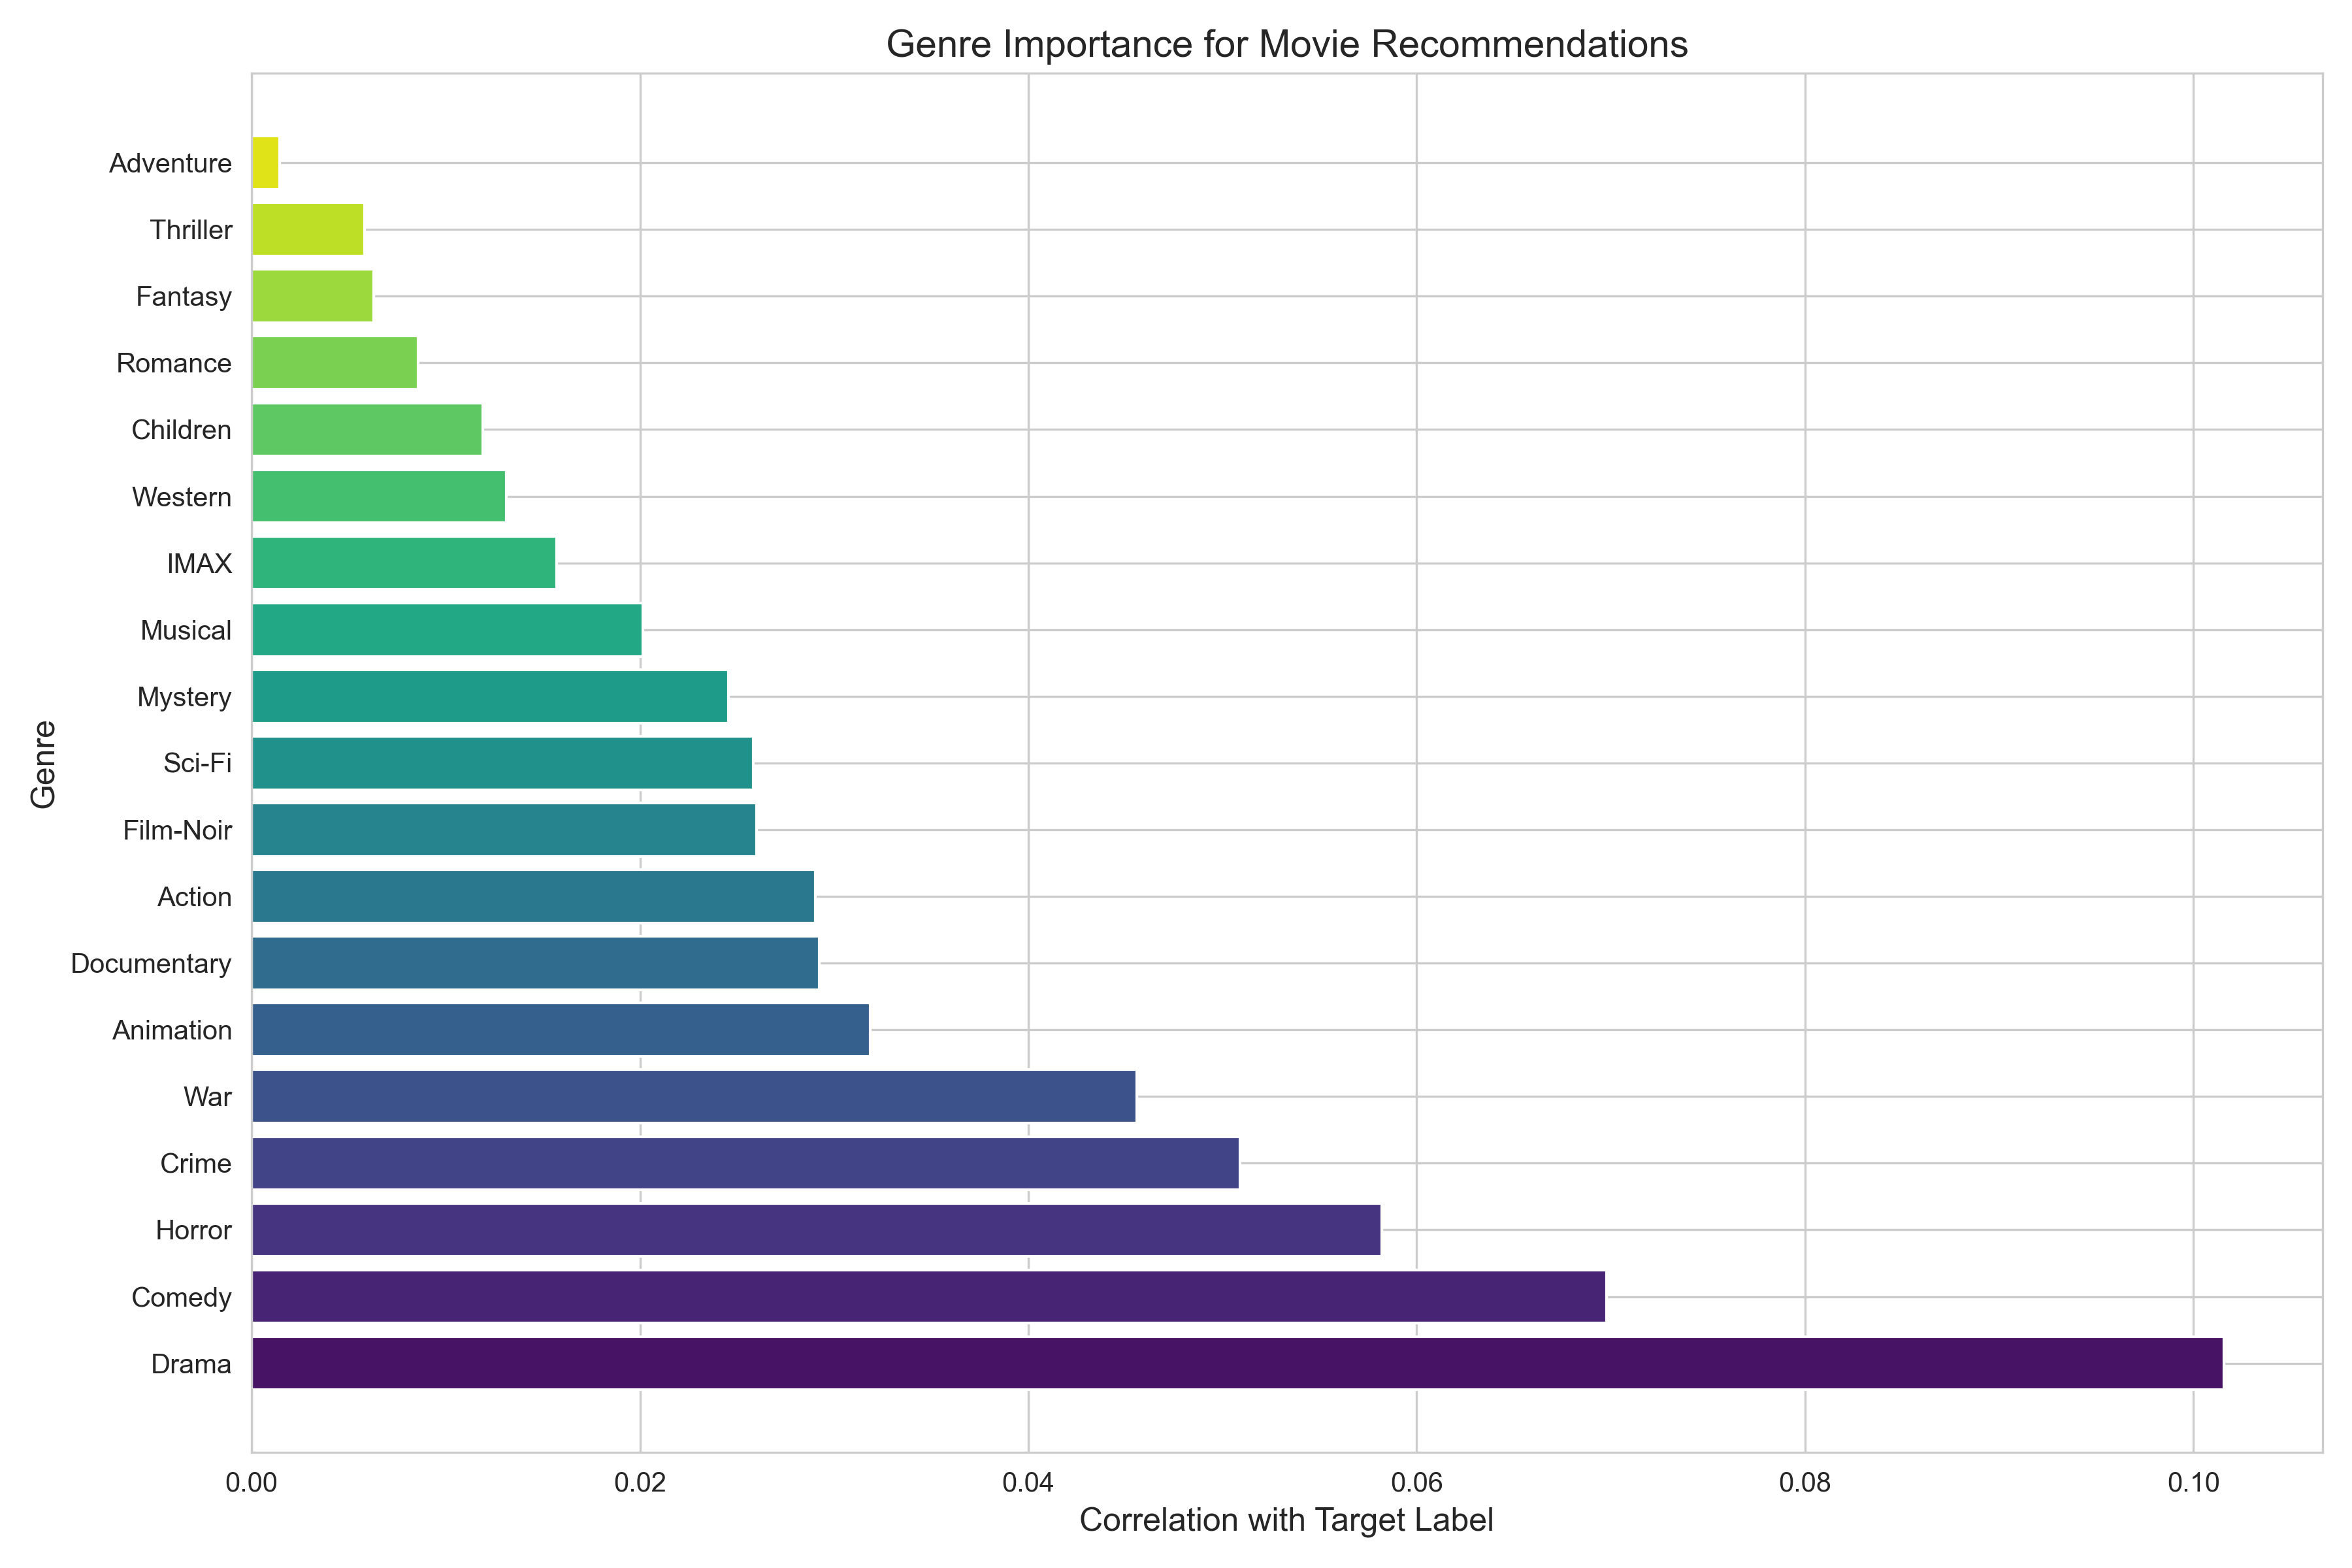 Genre Importance for Movie Recommendations
Adventure
Thriller
Fantasy
Romance
Children
Western
IMAX
Musical
Mystery
Sci-Fi
Film-Noir
Action
Documentary
Animation
War
Crime
Horror
Comedy
Drama
Genre
0.00 0.02 0.04 0.06 0.08 0.10
Correlation with Target Label